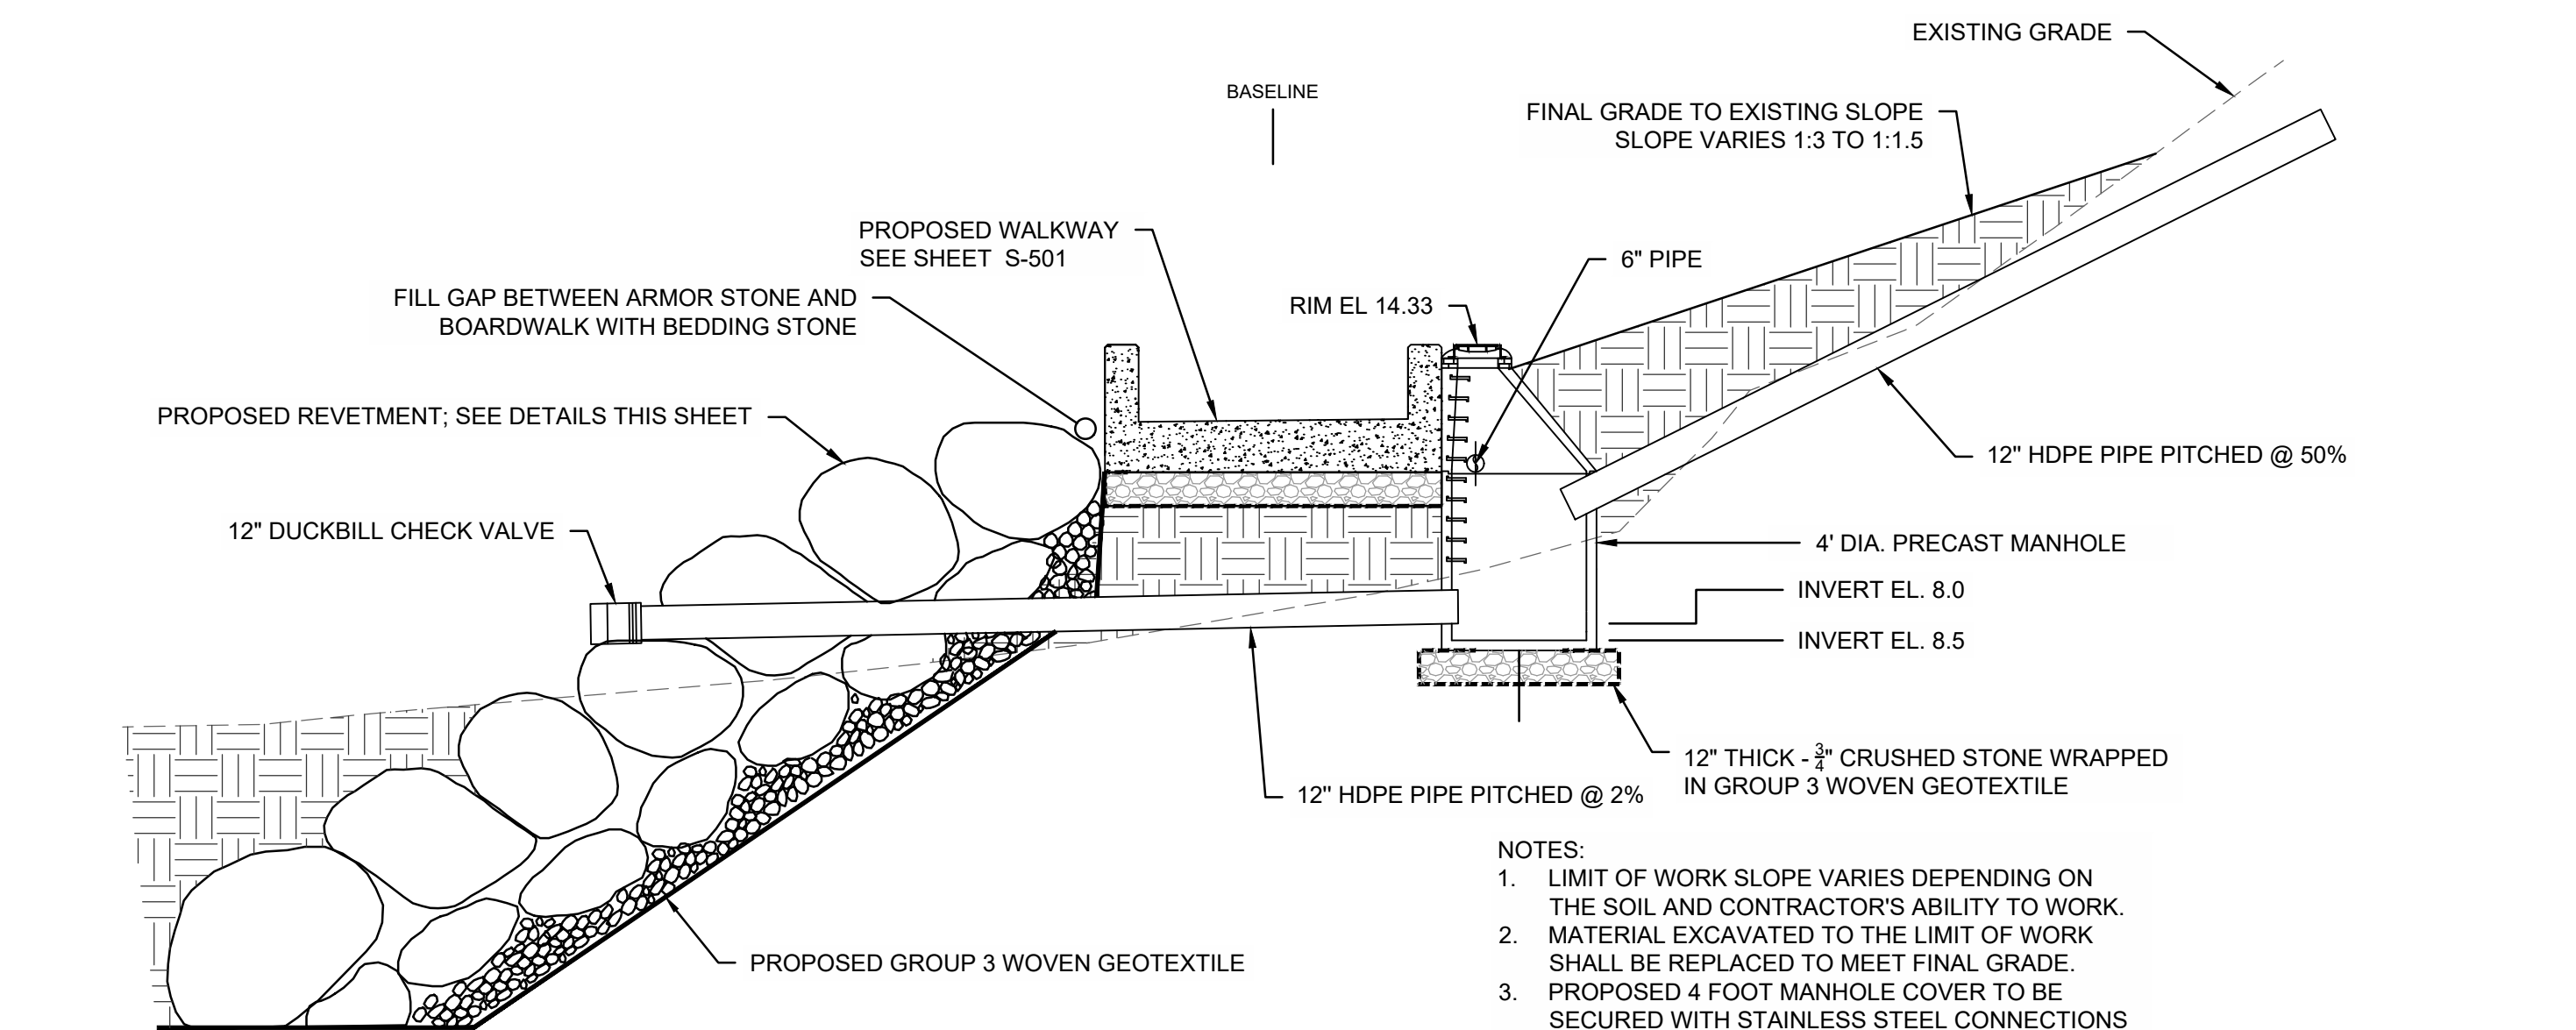 EXISTING GRADE
BASELINE
FINAL GRADE TO EXISTING SLOPE
SLOPE VARIES 1:3 TO 1:1.5
PROPOSED WALKWAY
SEE SHEET S-501
6" PIPE
FILL GAP BETWEEN ARMOR STONE AND
BOARDWALK WITH BEDDING STONE
RIM EL 14.33
PROPOSED REVETMENT; SEE DETAILS THIS SHEET
12" HDPE PIPE PITCHED @ 50%
12" DUCKBILL CHECK VALVE
4' DIA. PRECAST MANHOLE
INVERT EL. 8.0
INVERT EL. 8.5
12" THICK - 3/4" CRUSHED STONE WRAPPED
IN GROUP 3 WOVEN GEOTEXTILE
12" HDPE PIPE PITCHED @ 2%
PROPOSED GROUP 3 WOVEN GEOTEXTILE
NOTES:
1. LIMIT OF WORK SLOPE VARIES DEPENDING ON
THE SOIL AND CONTRACTOR'S ABILITY TO WORK.
2. MATERIAL EXCAVATED TO THE LIMIT OF WORK
SHALL BE REPLACED TO MEET FINAL GRADE.
3. PROPOSED 4 FOOT MANHOLE COVER TO BE
SECURED WITH STAINLESS STEEL CONNECTIONS